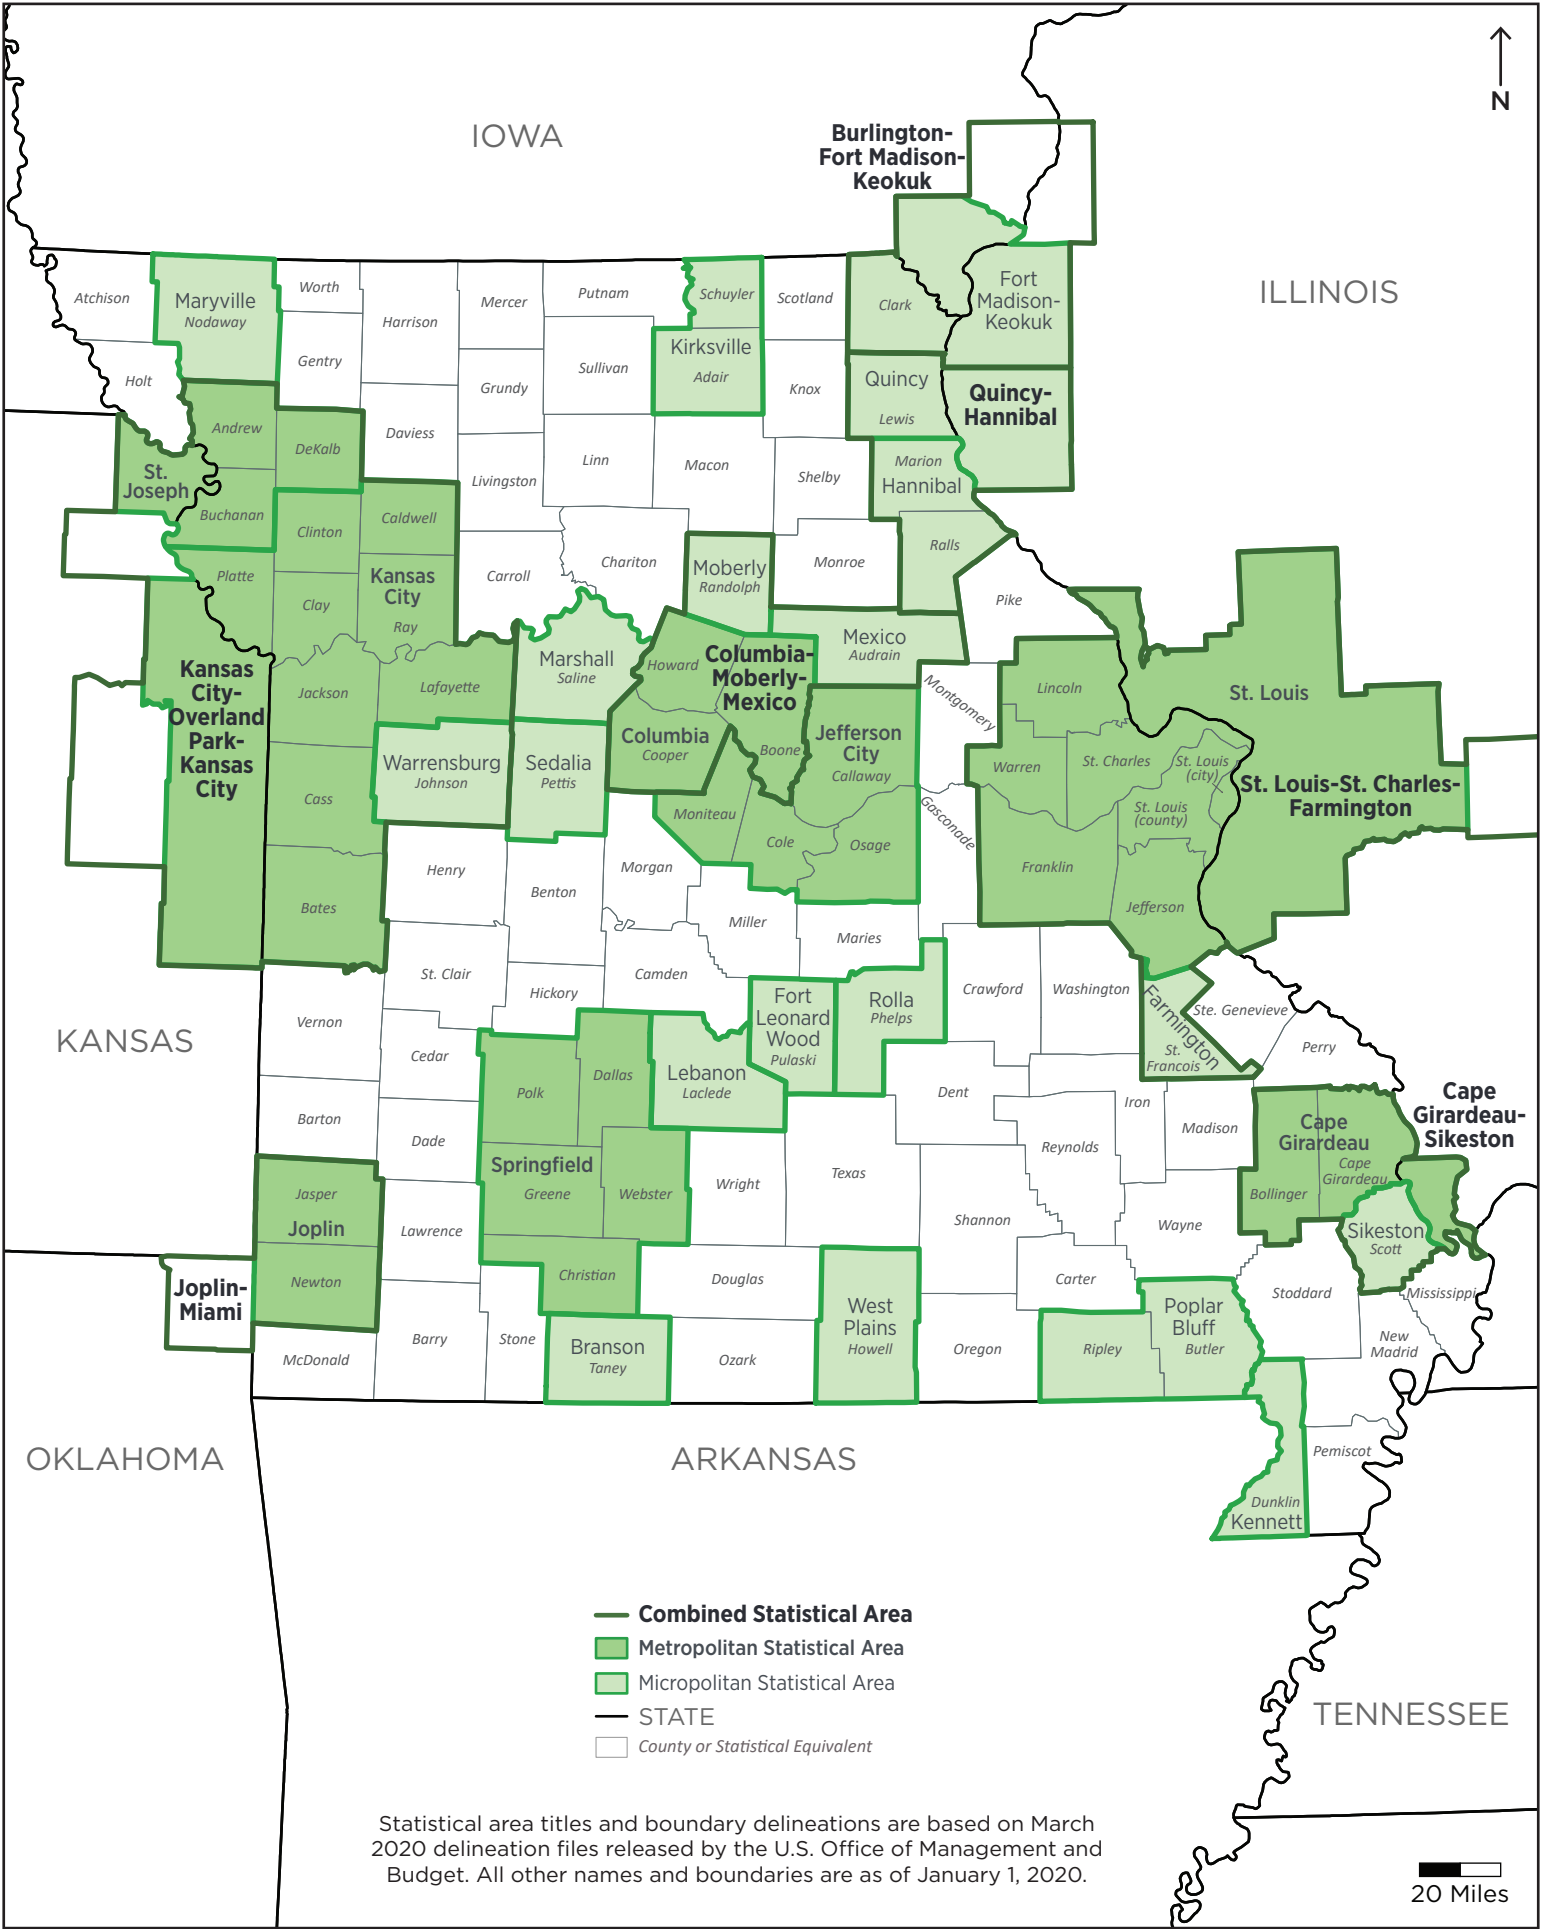 N
IOWA
Burlington-
Fort Madison-
Keokuk
ILLINOIS
Atchison
Maryville
Nodaway
Worth
Harrison
Mercer
Putnam
Schuyler
Scotland
Clark
Fort
Madison-
Keokuk
Holt
Gentry
Grundy
Sullivan
Kirksville
Adair
Knox
Quincy
Lewis
Quincy-
Hannibal
Andrew
DeKalb
Daviess
Livingston
Linn
Macon
Shelby
Marion
Hannibal
St.
Joseph
Buchanan
Clinton
Caldwell
Platte
Clay
Kansas
City
Ray
Carroll
Chariton
Moberly
Randolph
Monroe
Ralls
Pike
Kansas
City-
Overland
Park-
Kansas
City
Jackson
Lafayette
Marshall
Saline
Howard
Columbia-
Moberly-
Mexico
Mexico
Audrain
Montgomery
Lincoln
St. Louis
Cass
Warrensburg
Johnson
Sedalia
Pettis
Columbia
Cooper
Boone
Jefferson
City
Callaway
Warren
St. Charles
St. Louis
(city)
St. Louis
(county)
St. Louis-St. Charles-
Farmington
Moniteau
Cole
Osage
Gasconade
Franklin
Jefferson
Bates
Henry
Benton
Morgan
Miller
Maries
St. Clair
Hickory
Camden
Fort
Leonard
Wood
Pulaski
Rolla
Phelps
Crawford
Washington
Farmington
St.
Francois
Ste. Genevieve
Perry
KANSAS
Vernon
Cedar
Polk
Dallas
Lebanon
Laclede
Dent
Iron
Madison
Reynolds
Cape
Girardeau
Cape
Girardeau
Bollinger
Cape
Girardeau-
Sikeston
Barton
Dade
Springfield
Greene
Webster
Wright
Texas
Shannon
Wayne
Sikeston
Scott
Jasper
Joplin
Newton
Lawrence
Christian
Douglas
Carter
Stoddard
Mississippi
Joplin-
Miami
McDonald
Barry
Stone
Branson
Taney
Ozark
West
Plains
Howell
Oregon
Ripley
Poplar
Bluff
Butler
New
Madrid
OKLAHOMA
ARKANSAS
Pemiscot
Dunklin
Kennett
Combined Statistical Area
Metropolitan Statistical Area
Micropolitan Statistical Area
STATE
County or Statistical Equivalent
TENNESSEE
Statistical area titles and boundary delineations are based on March
2020 delineation files released by the U.S. Office of Management and
Budget. All other names and boundaries are as of January 1, 2020.
20 Miles